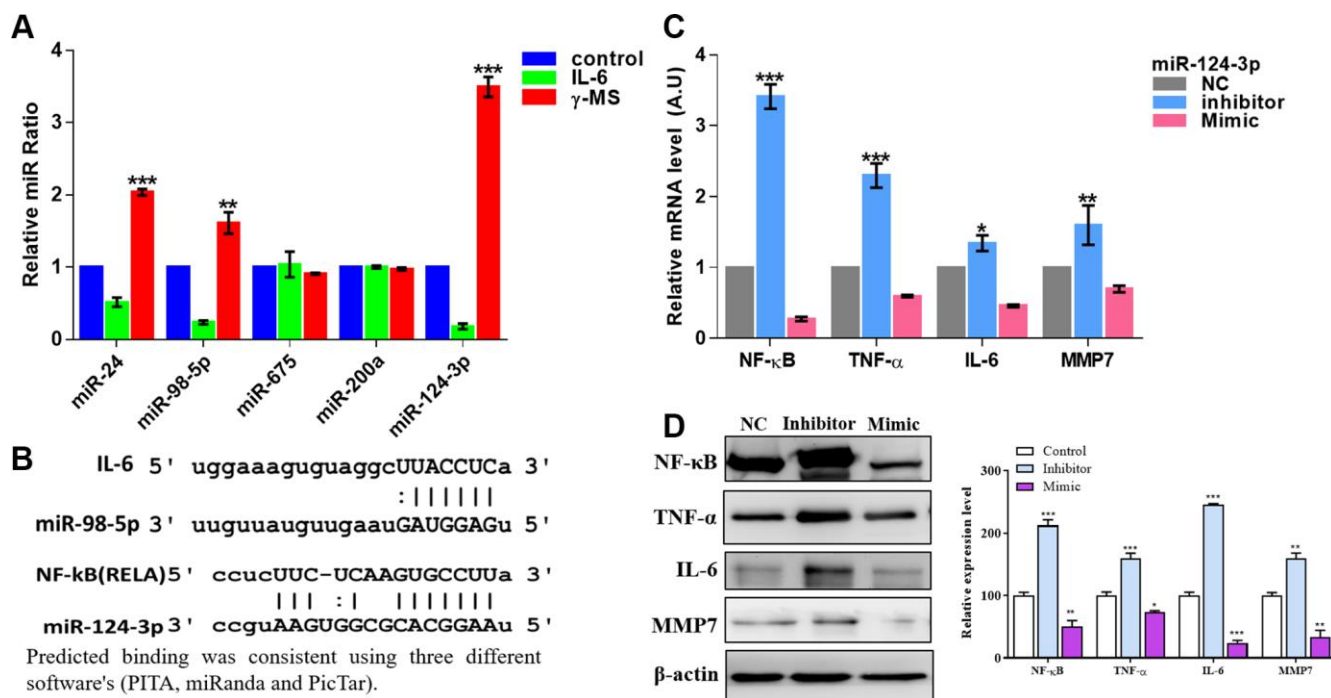 A
Relative miR Ratio
4
3
2
1
0
control
IL-6
γ-MS
***
**
***
miR-24
miR-98-5p
miR-675
miR-200a
miR-124-3p
B
IL-6 5' uggaaaguguaggcUUACCUCa 3'
:||||||
miR-98-5p 3' uuguuauguugaauGAUGGAGu 5'
NF-kB(RELA)5' ccucUUC-UCAAGUGCCUUa 3'
||| :| |||||||
miR-124-3p 3' ccguAAGUGGCGCACGGAAu 5'
Predicted binding was consistent using three different
software's (PITA, miRanda and PicTar).
C
Relative mRNA level (A.U)
4
3
2
1
0
miR-124-3p
NC
inhibitor
Mimic
***
***
*
**
NF-κB
TNF-α
IL-6
MMP7
D
NC Inhibitor Mimic
NF-κB
TNF-α
IL-6
MMP7
β-actin
Relative expression level
300
200
100
0
Control
Inhibitor
Mimic
***
**
***
*
***
***
**
**
NF-κB
TNF-α
IL-6
MMP7